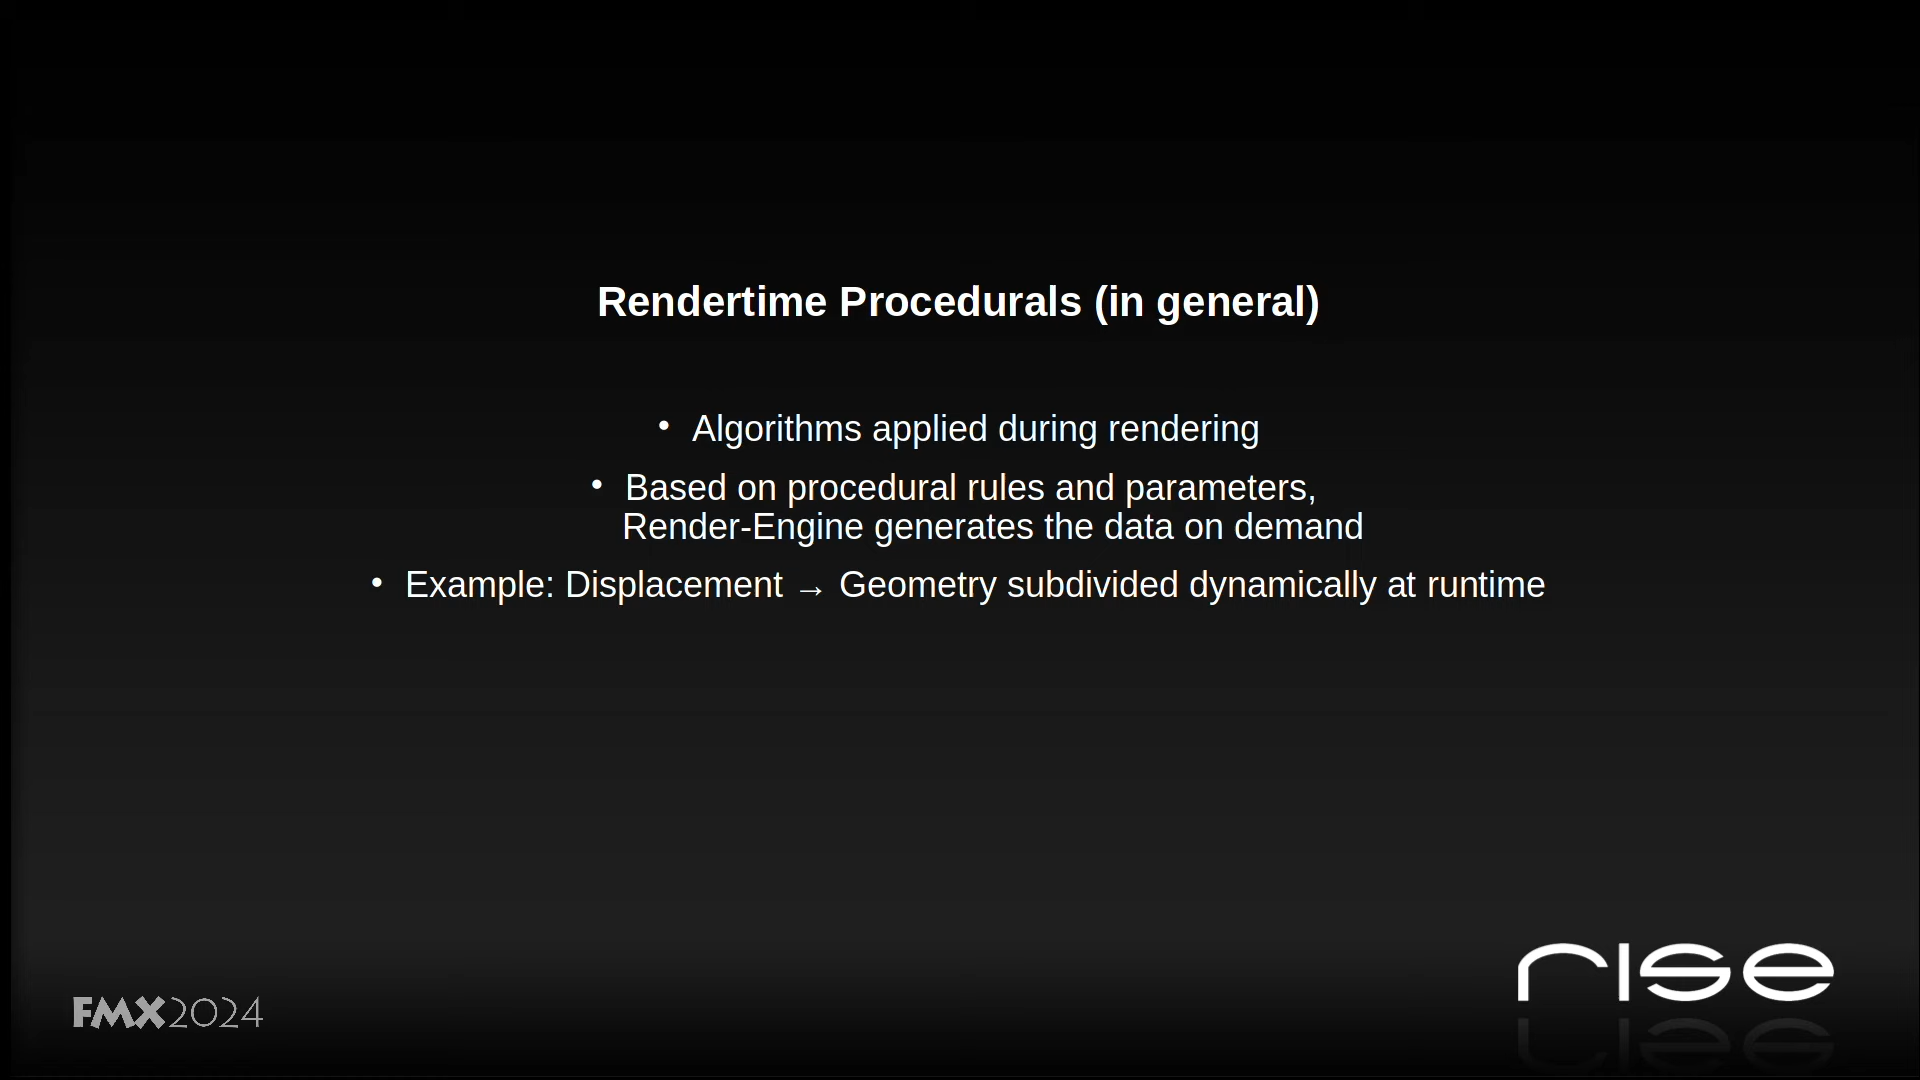 Rendertime Procedurals (in general)
• Algorithms applied during rendering
• Based on procedural rules and parameters,
Render-Engine generates the data on demand
• Example: Displacement → Geometry subdivided dynamically at runtime
rise
FMX2024